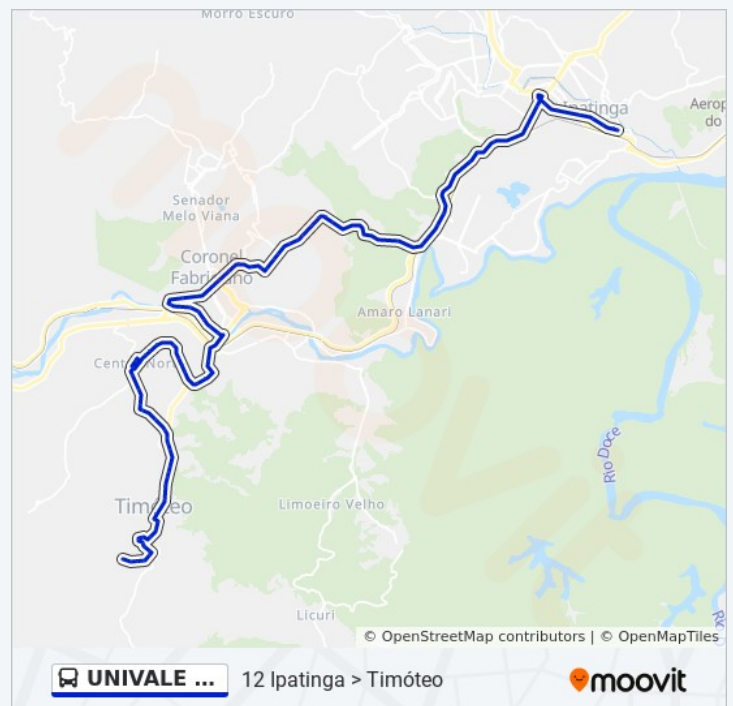 Morro Escuro
Ipatinga
Aerop
do
Senador
Melo Viana
Coronel
Fabriciano
Amaro Lanari
Centro Norte
Rio Doce
Timóteo
Limoeiro Velho
Licuri
© OpenStreetMap contributors | © OpenMapTiles
UNIVALE ...
12 Ipatinga > Timóteo
moovit